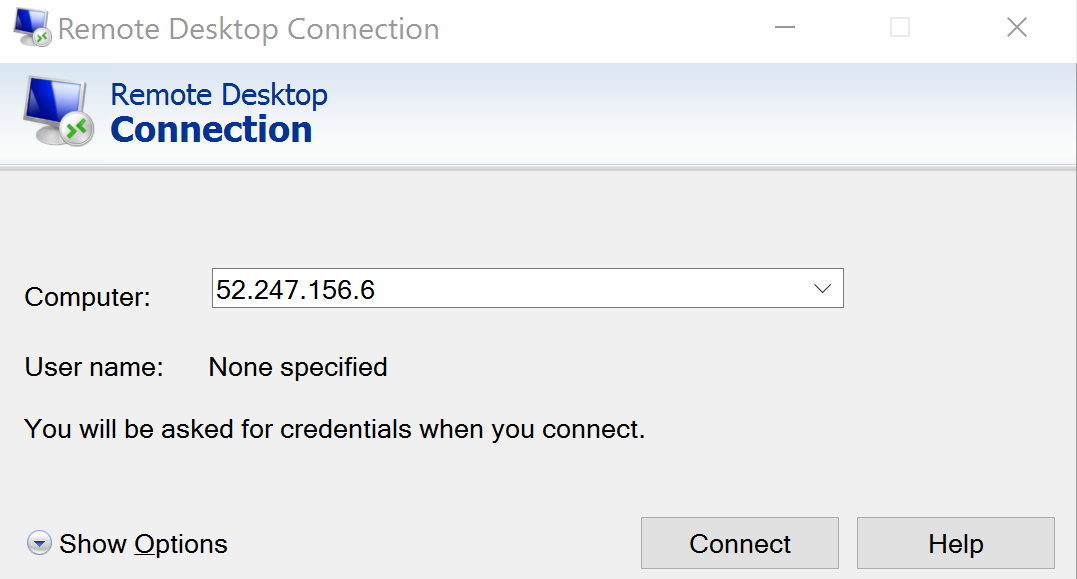 Remote Desktop Connection
Remote Desktop
Connection
Computer: 52.247.156.6
User name: None specified
You will be asked for credentials when you connect.
Show Options Connect Help